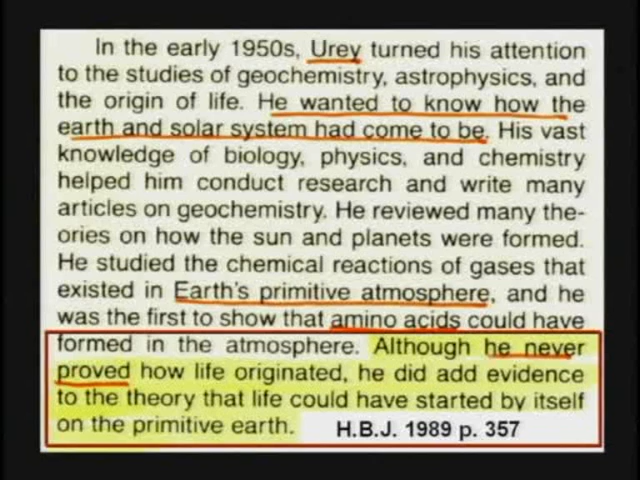 In the early 1950s, Urey turned his attention
to the studies of geochemistry, astrophysics, and
the origin of life. He wanted to know how the
earth and solar system had come to be. His vast
knowledge of biology, physics, and chemistry
helped him conduct research and write many
articles on geochemistry. He reviewed many the-
ories on how the sun and planets were formed.
He studied the chemical reactions of gases that
existed in Earth's primitive atmosphere, and he
was the first to show that amino acids could have
formed in the atmosphere. Although he never
proved how life originated, he did add evidence
to the theory that life could have started by itself
on the primitive earth.
H.B.J. 1989 p. 357